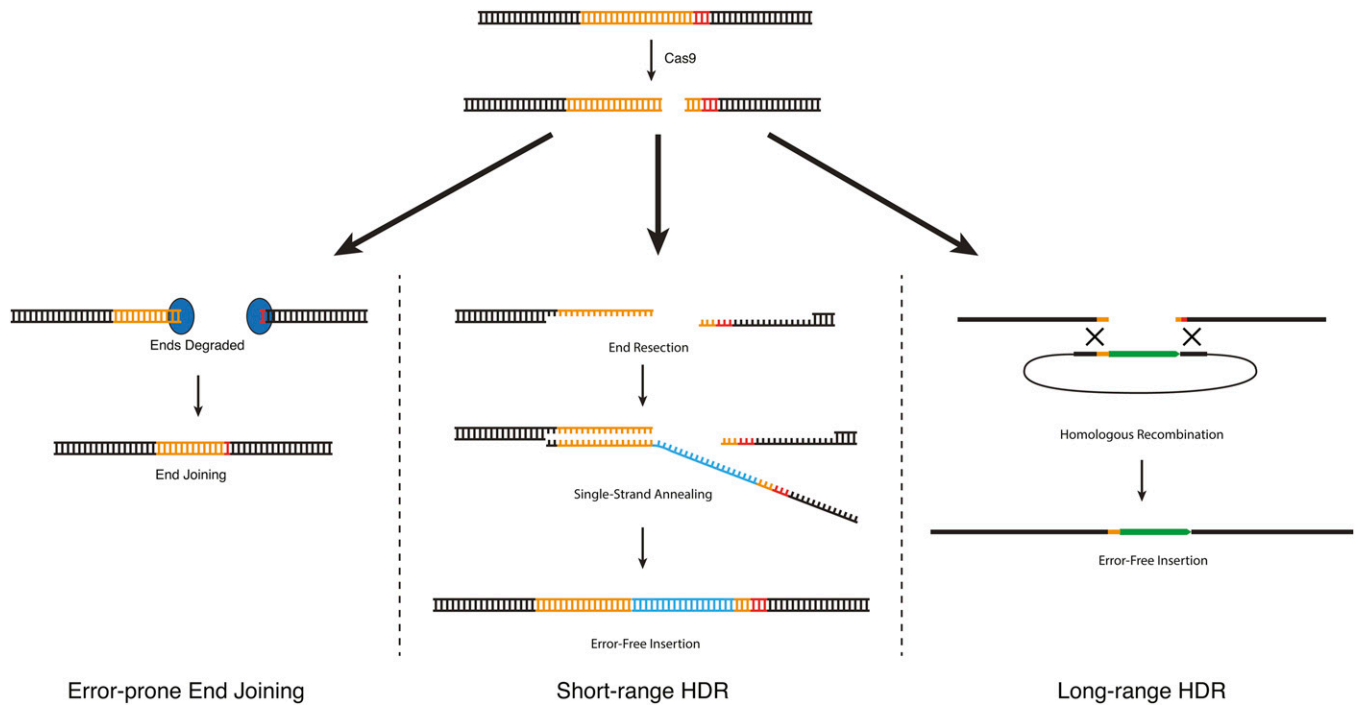 Cas9
Ends Degraded
End Joining
Error-prone End Joining
End Resection
Single-Strand Annealing
Error-Free Insertion
Short-range HDR
Homologous Recombination
Error-Free Insertion
Long-range HDR